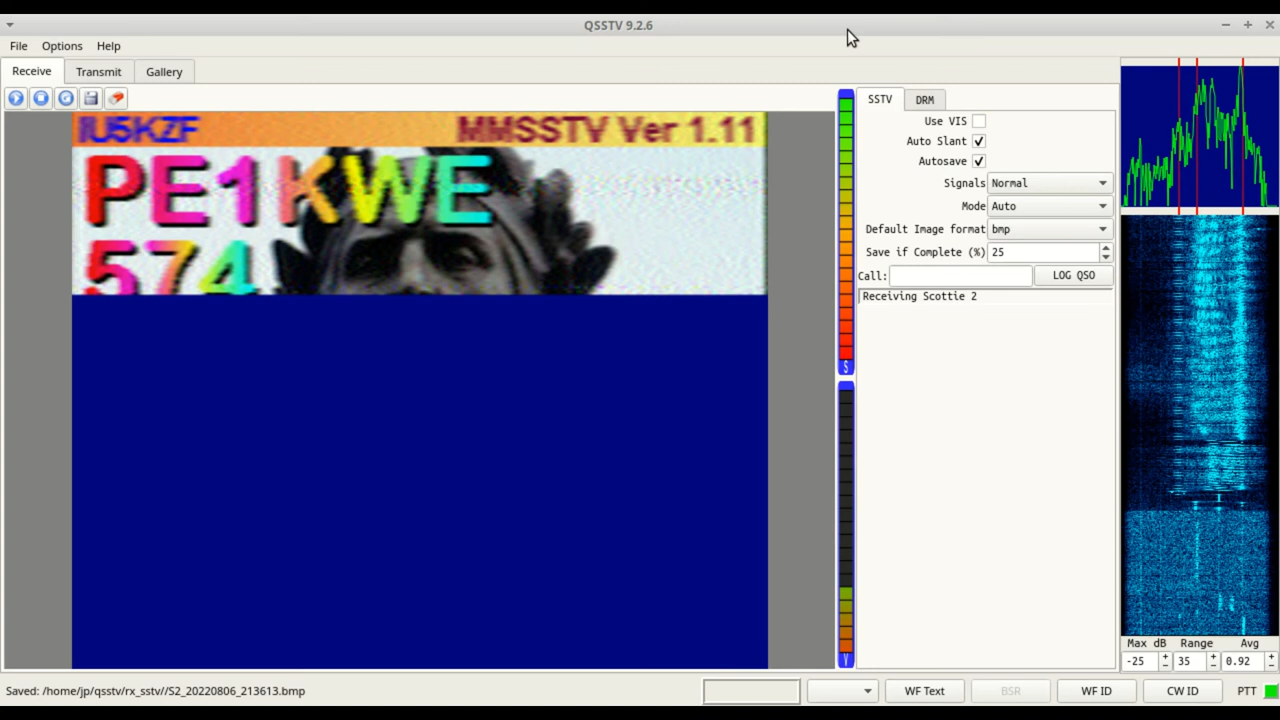 QSSTV 9.2.6
File Options Help
Receive Transmit Gallery
IU5KZF MMSSTV Ver 1.11
PE1KWE
574
S
V
SSTV DRM
Use VIS
Auto Slant
Autosave
Signals Normal
Mode Auto
Default Image format bmp
Save if Complete (%) 25
Call: LOG QSO
Receiving Scottie 2
Max dB Range Avg
-25 35 0.92
Saved: /home/jp/qsstv/rx_sstv//S2_20220806_213613.bmp
WF Text BSR WF ID CW ID PTT